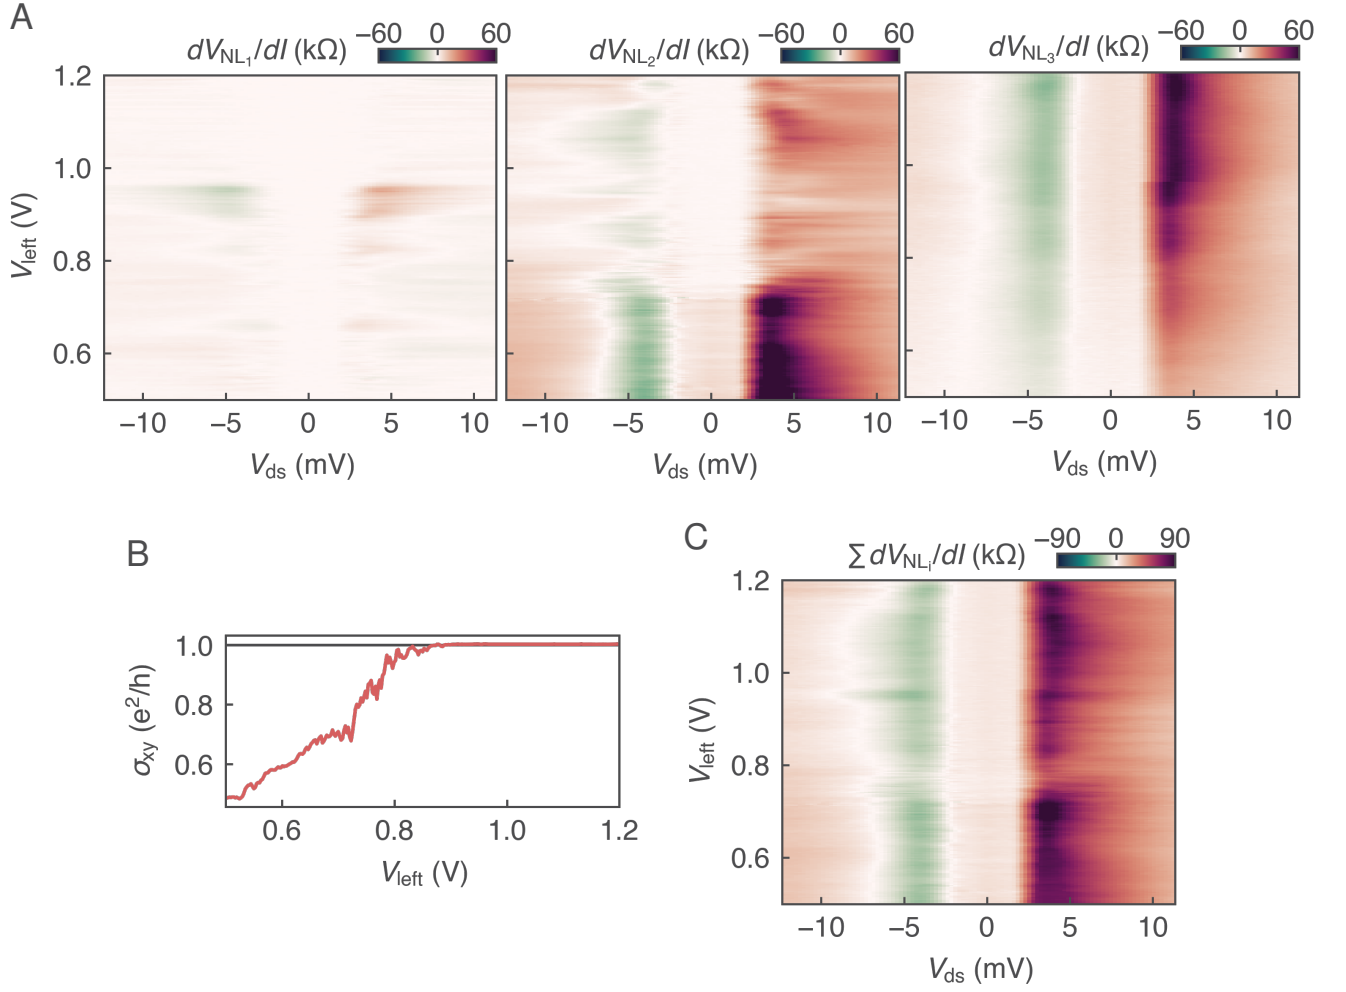 A
dV_NL1/dI (kΩ)
−60 0 60
dV_NL2/dI (kΩ)
−60 0 60
dV_NL3/dI (kΩ)
−60 0 60
V_left (V)
1.2
1.0
0.8
0.6
−10 −5 0 5 10
−10 −5 0 5 10
−10 −5 0 5 10
V_ds (mV)
V_ds (mV)
V_ds (mV)
B
σ_xy (e²/h)
1.0
0.8
0.6
0.6 0.8 1.0 1.2
V_left (V)
C
∑ dV_NLi/dI (kΩ)
−90 0 90
V_left (V)
1.2
1.0
0.8
0.6
−10 −5 0 5 10
V_ds (mV)